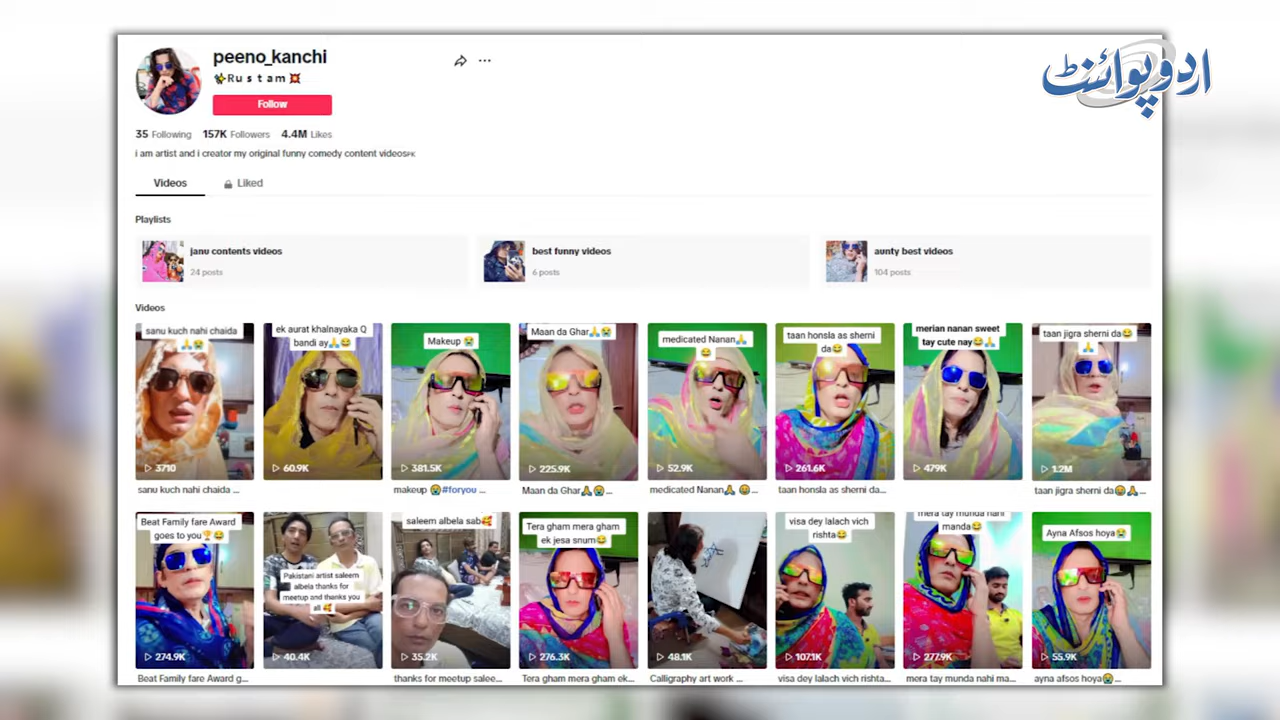 peeno_kanchi
اردو پوائنٹ
✨R u s t a m💥
Follow
35 Following 157K Followers 4.4M Likes
i am artist and i creator my original funny comedy content videosPK
Videos Liked
Playlists
janu contents videos
24 posts
best funny videos
6 posts
aunty best videos
104 posts
Videos
sanu kuch nahi chaida
🙏😭
3710
sanu kuch nahi chaida ...
ek aurat khalnayaka Q
bandi ay🙏😂
60.9K
Makeup 😭
381.5K
makeup 😭#foryou ...
Maan da Ghar🙏😭
225.9K
Maan da Ghar🙏😭...
medicated Nanan🙏
😂
52.9K
medicated Nanan🙏 😂...
taan honsla as sherni
da😂
261.6K
taan honsla as sherni da...
merian nanan sweet
tay cute nay😂🙏
479K
taan jigra sherni da😂
🙏
1.2M
taan jigra sherni da😂🙏...
Beat Family fare Award
goes to you🏆😂
274.9K
Beat Family fare Award g...
Pakistani artist saleem
albela thanks for
meetup and thanks you
all 🥰
40.4K
saleem albela sab🥰
35.2K
thanks for meetup salee...
Tera gham mera gham
ek jesa snum😂
276.3K
Tera gham mera gham ek...
48.1K
Calligraphy art work ...
visa dey lalach vich
rishta😂
107.1K
visa dey lalach vich rishta...
mera tay munda nahi
manda😂
277.9K
mera tay munda nahi ma...
Ayna Afsos hoya😭
55.9K
ayna afsos hoya😭...